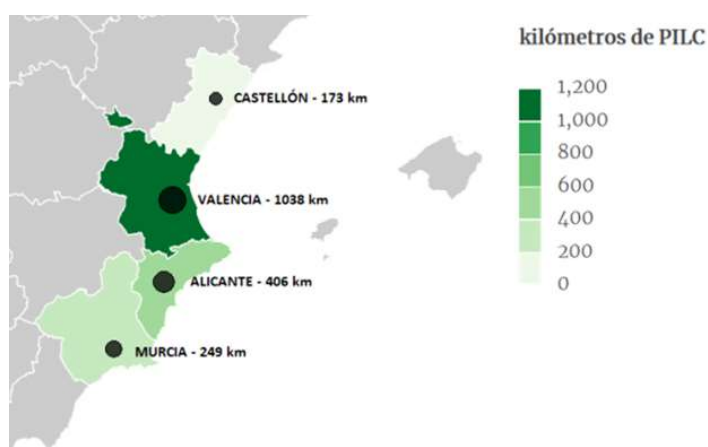 kilómetros de PILC
1,200
1,000
800
600
400
200
0
CASTELLÓN - 173 km
VALENCIA - 1038 km
ALICANTE - 406 km
MURCIA - 249 km